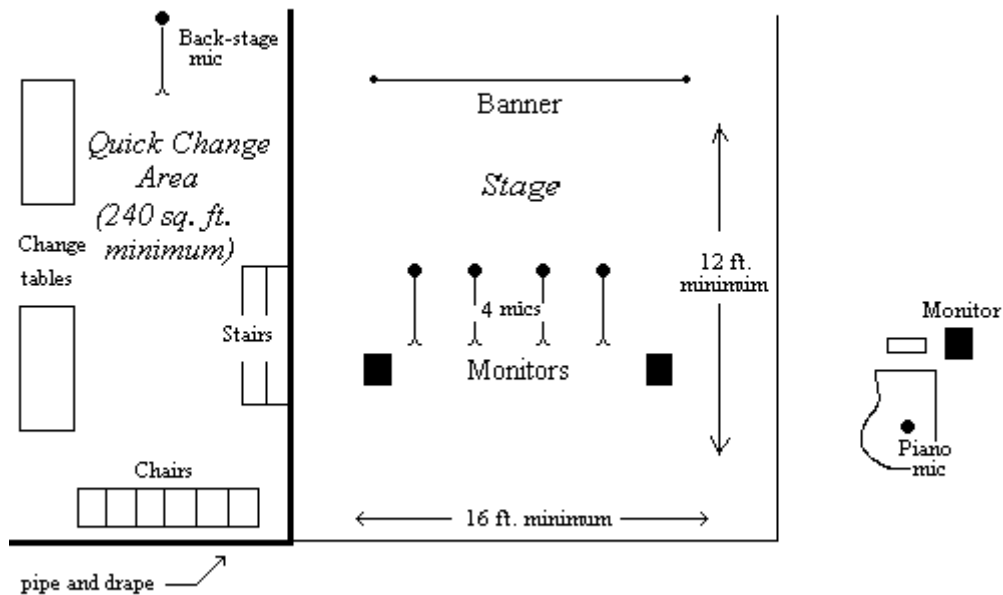 Back-stage
mic
Quick Change
Area
(240 sq. ft.
minimum)
Change
tables
Stairs
Chairs
pipe and drape
Banner
Stage
12 ft.
minimum
4 mics
Monitors
16 ft. minimum
Monitor
Piano
mic